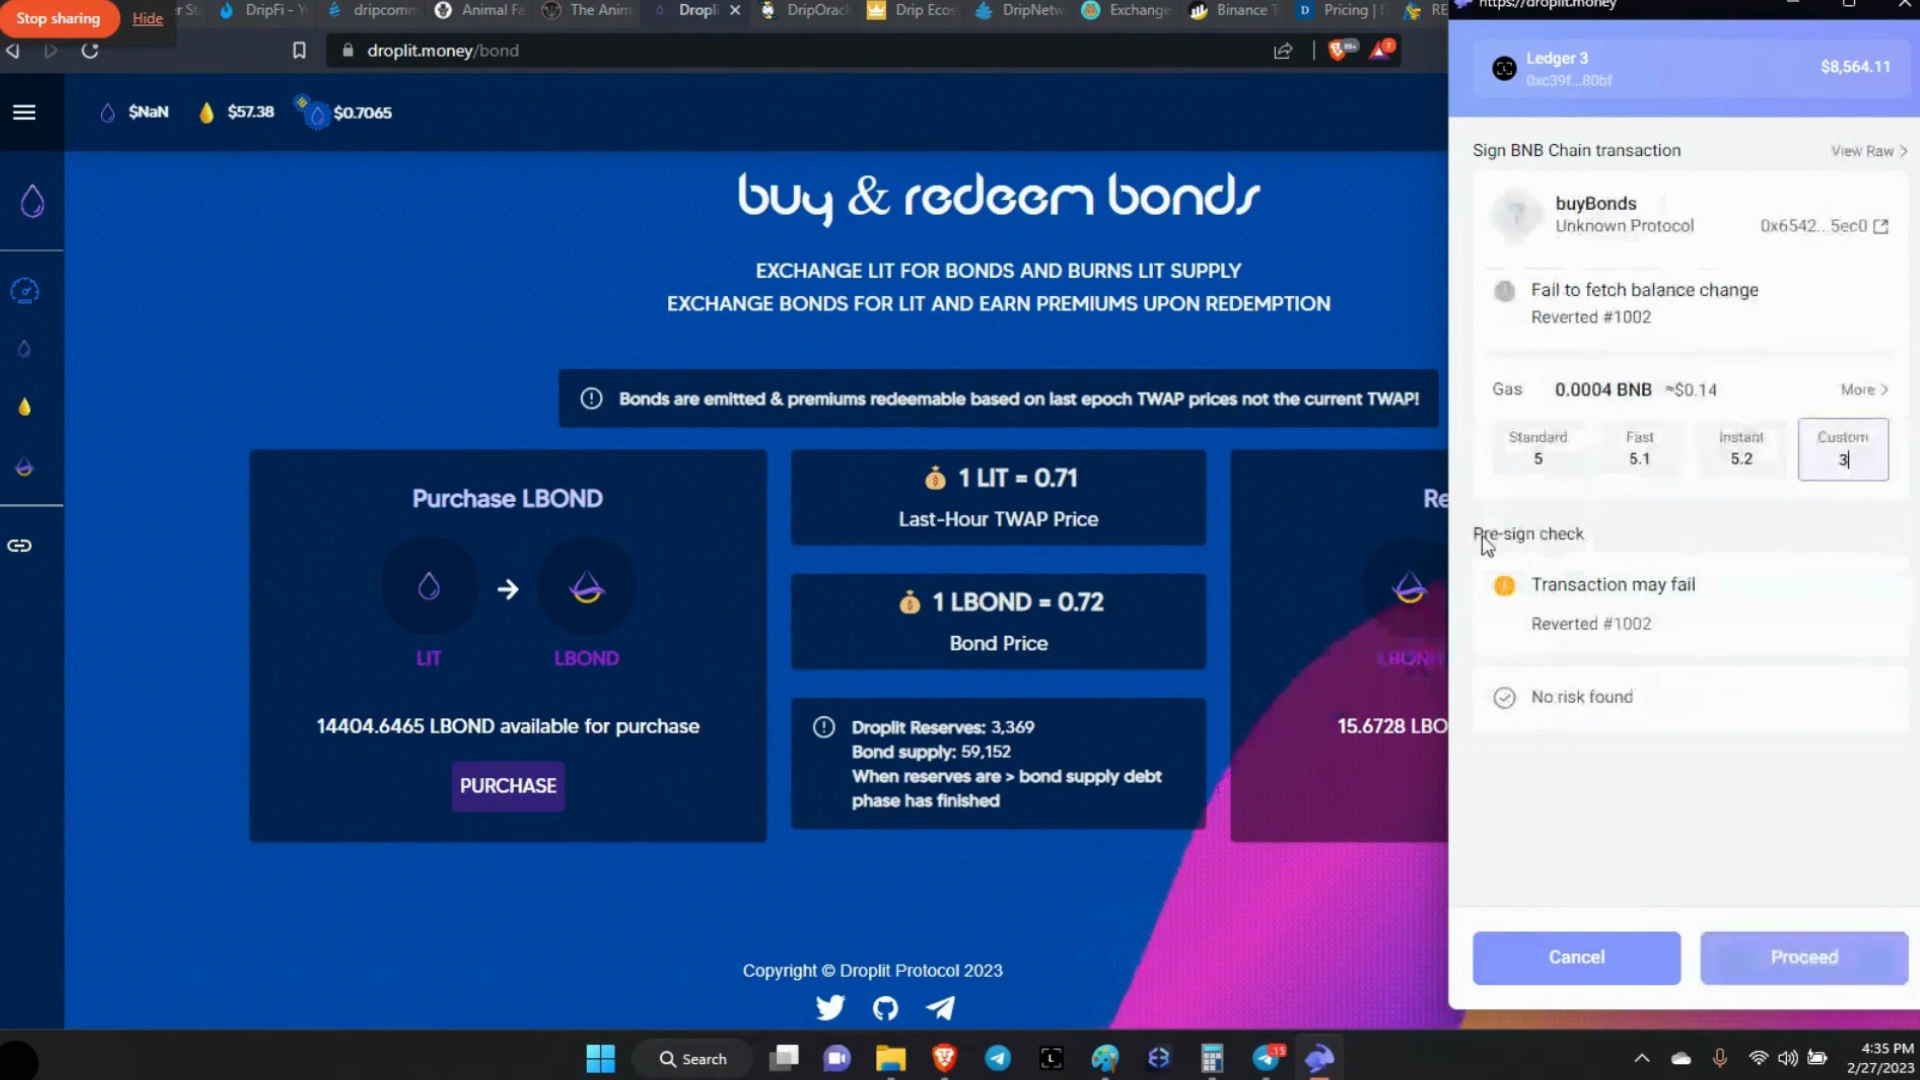 Stop sharing
Hide
DripFi - Y
dripcomm
Animal Fa
The Anim
Dropli
DripOracl
Drip Ecos
DripNetw
Exchange
Binance T
Pricing |
RE
droplit.money/bond
99+
https://droplit.money
$NaN
$57.38
$0.7065
buy & redeem bonds
EXCHANGE LIT FOR BONDS AND BURNS LIT SUPPLY
EXCHANGE BONDS FOR LIT AND EARN PREMIUMS UPON REDEMPTION
Bonds are emitted & premiums redeemable based on last epoch TWAP prices not the current TWAP!
Purchase LBOND
LIT
LBOND
14404.6465 LBOND available for purchase
PURCHASE
1 LIT = 0.71
Last-Hour TWAP Price
1 LBOND = 0.72
Bond Price
Droplit Reserves: 3,369
Bond supply: 59,152
When reserves are > bond supply debt
phase has finished
Re
LBON
15.6728 LBO
Copyright © Droplit Protocol 2023
Ledger 3
0xc39f...80bf
$8,564.11
Sign BNB Chain transaction
View Raw >
buyBonds
Unknown Protocol
0x6542...5ec0
Fail to fetch balance change
Reverted #1002
Gas 0.0004 BNB ≈$0.14
More >
Standard
5
Fast
5.1
Instant
5.2
Custom
3
Pre-sign check
Transaction may fail
Reverted #1002
No risk found
Cancel
Proceed
Search
15
4:35 PM
2/27/2023